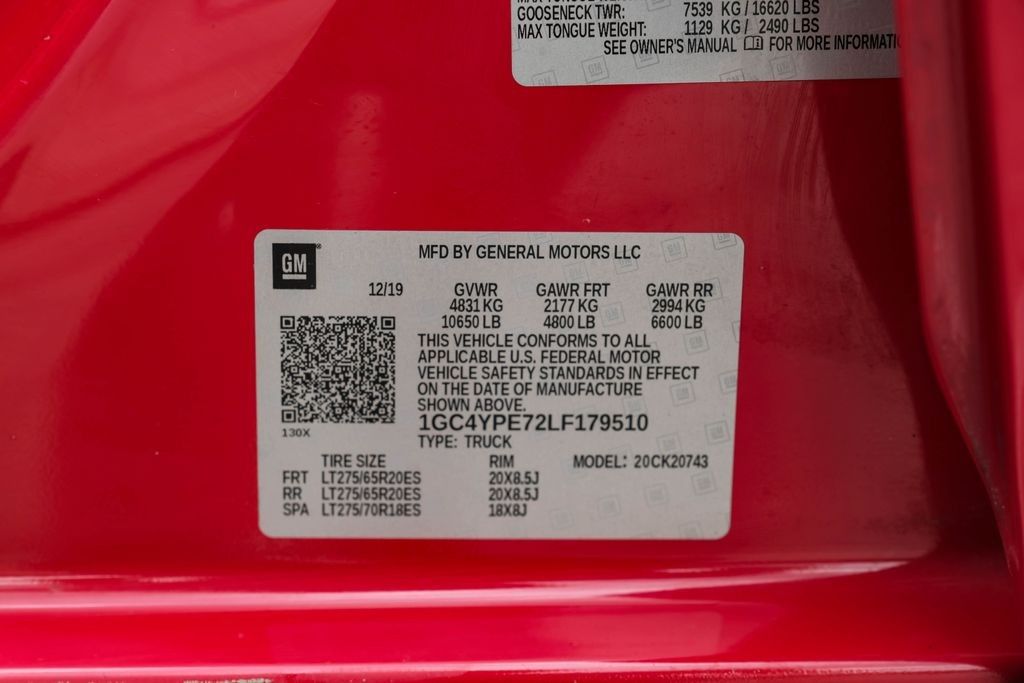 GOOSENECK TWR: 7539 KG / 16620 LBS
MAX TONGUE WEIGHT: 1129 KG / 2490 LBS
SEE OWNER'S MANUAL FOR MORE INFORMATI
GM
MFD BY GENERAL MOTORS LLC
12/19 GVWR GAWR FRT GAWR RR
4831 KG 2177 KG 2994 KG
10650 LB 4800 LB 6600 LB
THIS VEHICLE CONFORMS TO ALL
APPLICABLE U.S. FEDERAL MOTOR
VEHICLE SAFETY STANDARDS IN EFFECT
ON THE DATE OF MANUFACTURE
SHOWN ABOVE.
1GC4YPE72LF179510
130X
TYPE: TRUCK
TIRE SIZE RIM MODEL: 20CK20743
FRT LT275/65R20ES 20X8.5J
RR LT275/65R20ES 20X8.5J
SPA LT275/70R18ES 18X8J